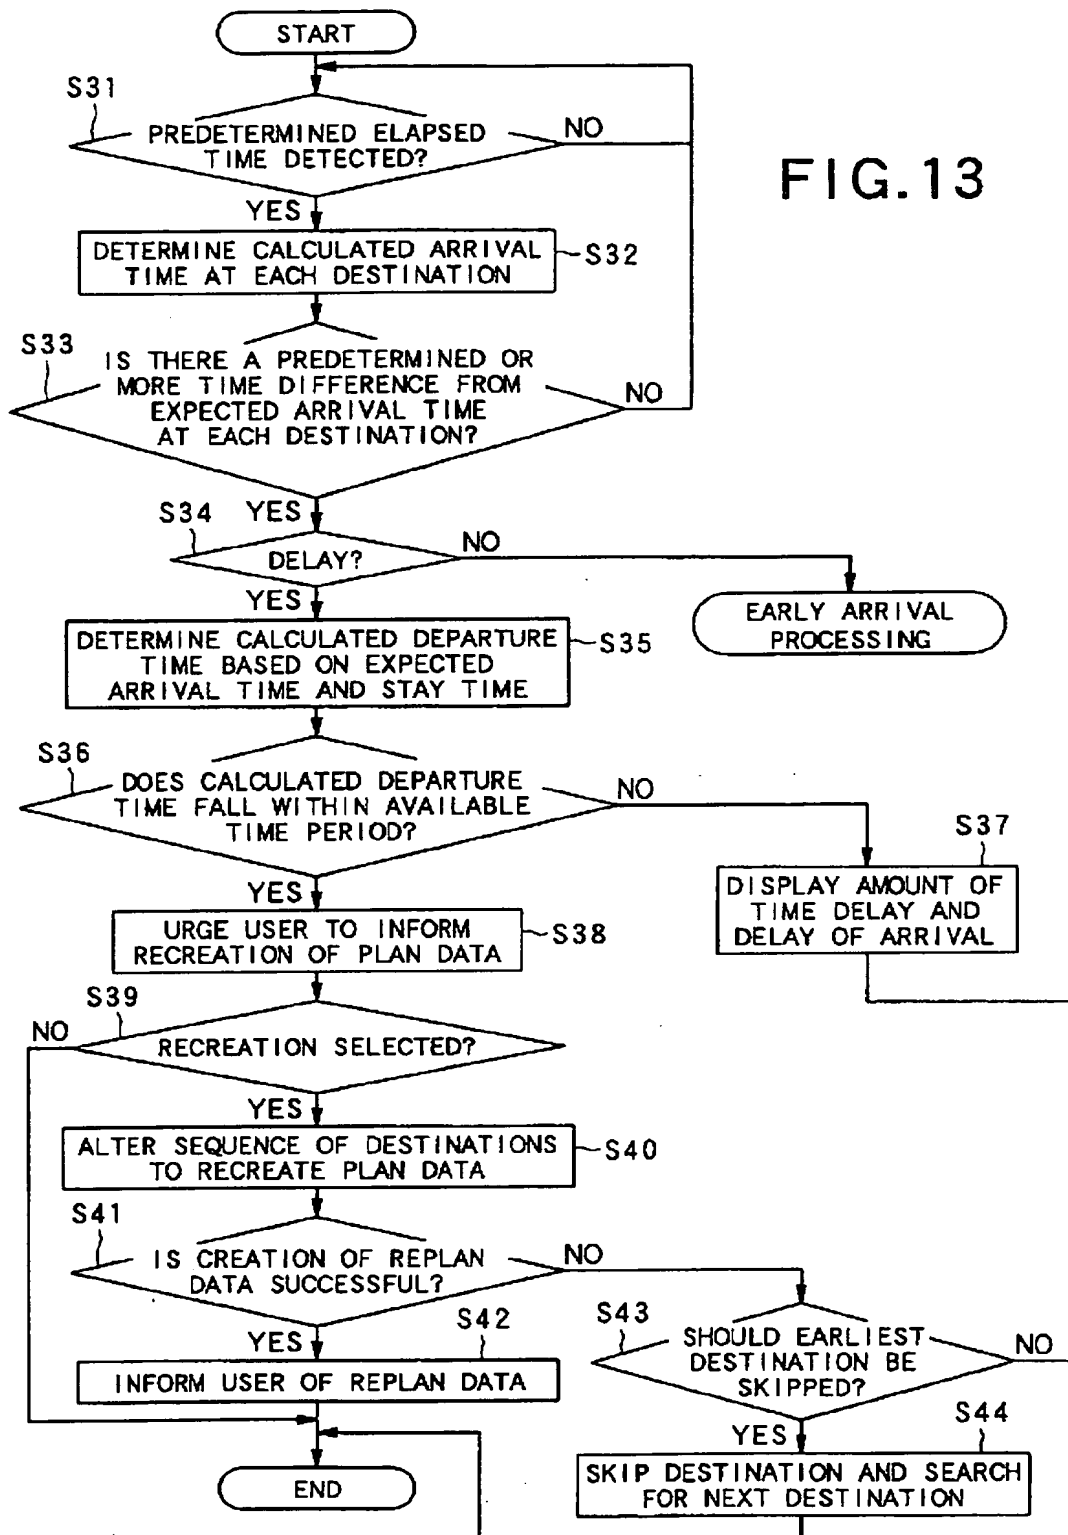 START
S31
PREDETERMINED ELAPSED
TIME DETECTED?
NO
FIG.13
YES
DETERMINE CALCULATED ARRIVAL
TIME AT EACH DESTINATION
S32
S33
IS THERE A PREDETERMINED OR
MORE TIME DIFFERENCE FROM
EXPECTED ARRIVAL TIME
AT EACH DESTINATION?
NO
YES
S34
DELAY?
NO
YES
EARLY ARRIVAL
PROCESSING
DETERMINE CALCULATED DEPARTURE
TIME BASED ON EXPECTED
ARRIVAL TIME AND STAY TIME
S35
S36
DOES CALCULATED DEPARTURE
TIME FALL WITHIN AVAILABLE
TIME PERIOD?
NO
YES
S37
DISPLAY AMOUNT OF
TIME DELAY AND
DELAY OF ARRIVAL
URGE USER TO INFORM
RECREATION OF PLAN DATA
S38
S39
NO
RECREATION SELECTED?
YES
ALTER SEQUENCE OF DESTINATIONS
TO RECREATE PLAN DATA
S40
S41
IS CREATION OF REPLAN
DATA SUCCESSFUL?
NO
YES
S42
INFORM USER OF REPLAN DATA
S43
SHOULD EARLIEST
DESTINATION BE
SKIPPED?
NO
YES
S44
SKIP DESTINATION AND SEARCH
FOR NEXT DESTINATION
END